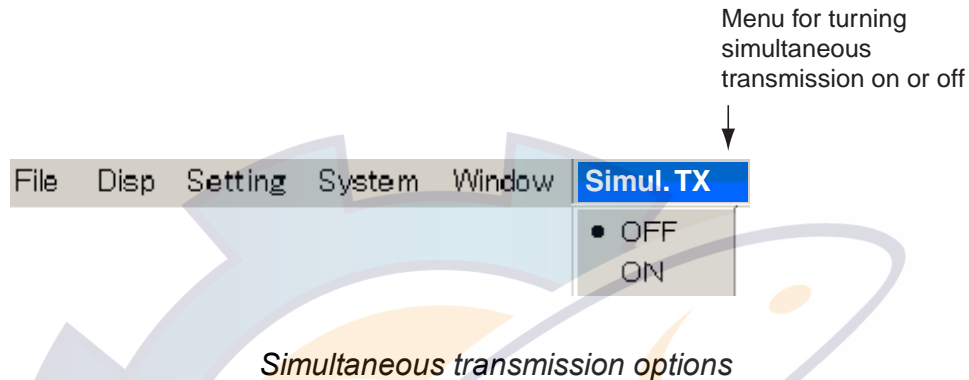 Menu for turning
simultaneous
transmission on or off
File Disp Setting System Window Simul. TX
• OFF
ON
Simultaneous transmission options